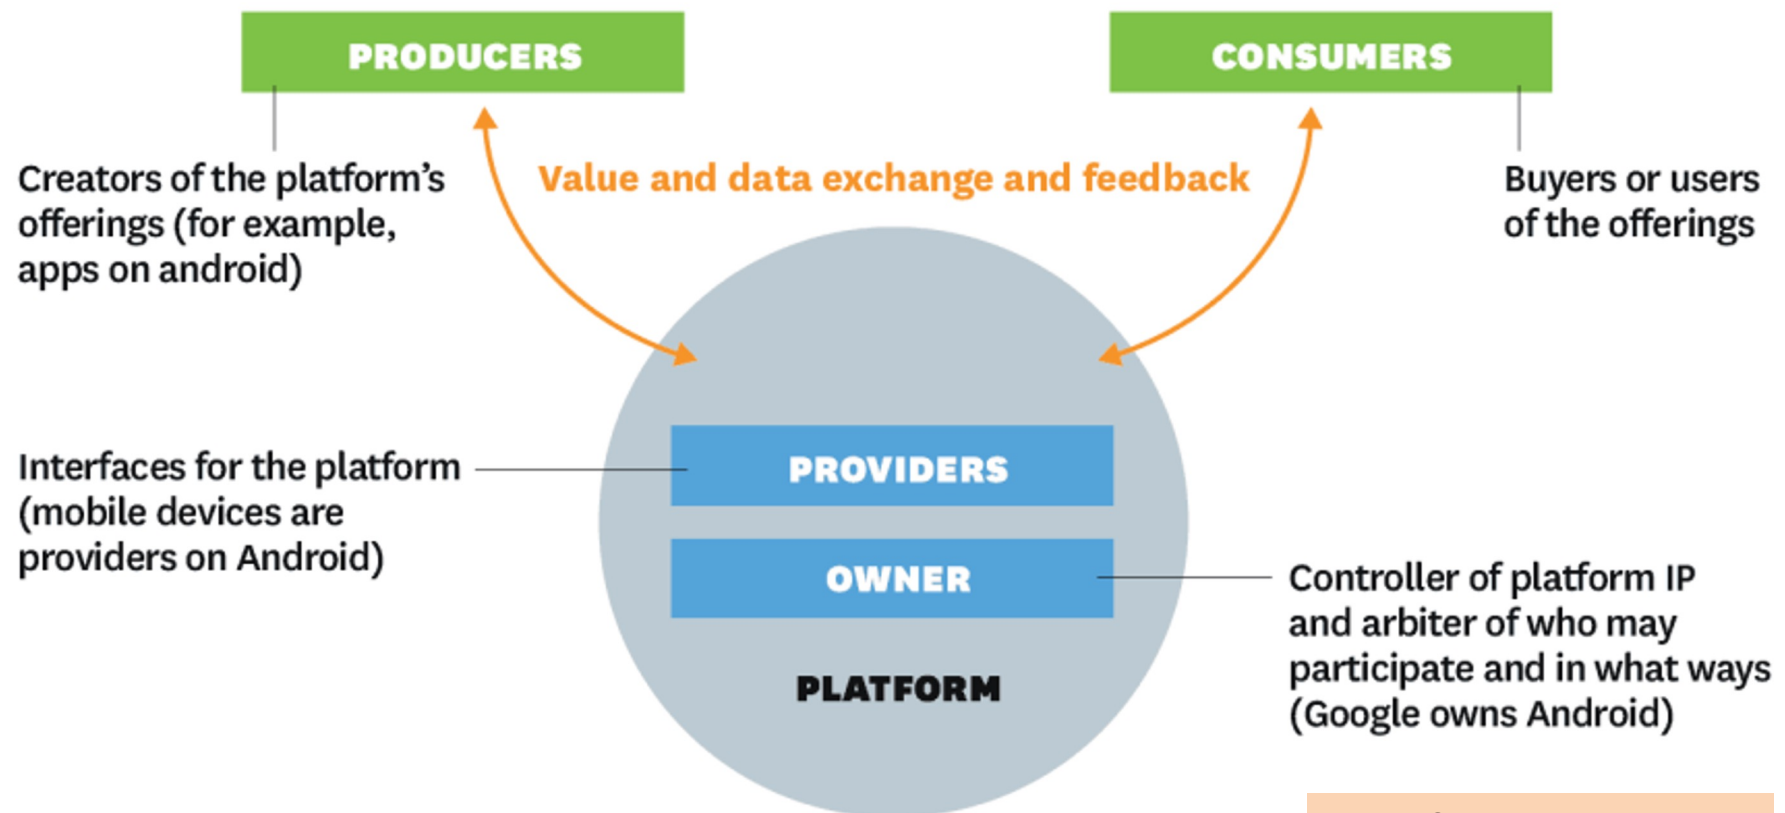 PRODUCERS
CONSUMERS
Creators of the platform's
offerings (for example,
apps on android)
Value and data exchange and feedback
Buyers or users
of the offerings
Interfaces for the platform
(mobile devices are
providers on Android)
PROVIDERS
OWNER
PLATFORM
Controller of platform IP
and arbiter of who may
participate and in what ways
(Google owns Android)